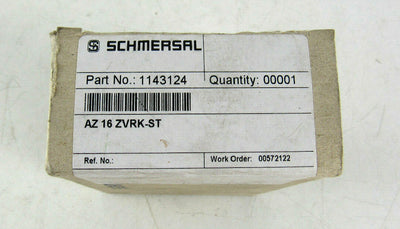 SCHMERSAL
Part No.: 1143124 Quantity: 00001
AZ 16 ZVRK-ST
Ref. No.: Work Order: 00572122